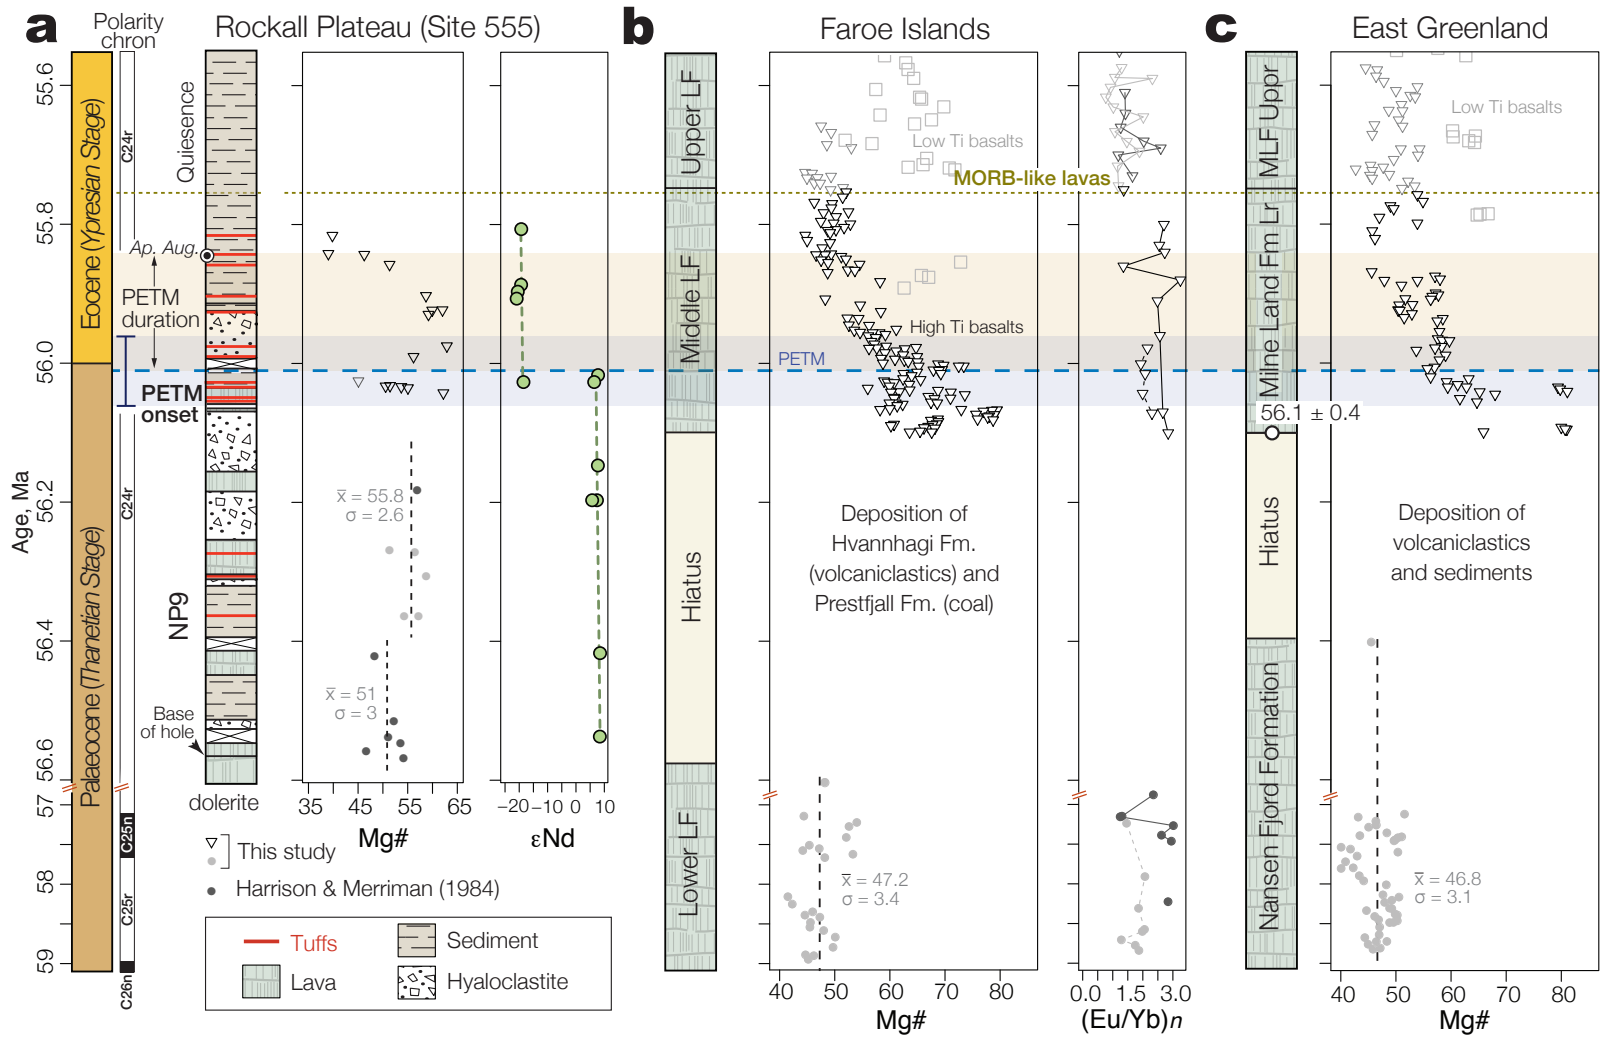 a
Polarity
chron
Rockall Plateau (Site 555)
Age, Ma
55.6
55.8
56.0
56.2
56.4
56.6
57
58
59
Eocene (Ypresian Stage)
Palaeocene (Thanetian Stage)
C24r
C24r
C25n
C25r
C26n
Quiesence
Ap. Aug.
PETM
duration
PETM
onset
NP9
Base
of hole
dolerite
x̄ = 55.8
σ = 2.6
x̄ = 51
σ = 3
35 45 55 65
Mg#
−20 −10 0 10
εNd
This study
Harrison & Merriman (1984)
Tuffs
Sediment
Lava
Hyaloclastite
b
Faroe Islands
Upper LF
Middle LF
Hiatus
Lower LF
Low Ti basalts
MORB-like lavas
High Ti basalts
PETM
Deposition of
Hvannhagi Fm.
(volcaniclastics) and
Prestfjall Fm. (coal)
x̄ = 47.2
σ = 3.4
40 50 60 70 80
Mg#
0.0 1.5 3.0
(Eu/Yb)n
c
East Greenland
MLF Uppr
Milne Land Fm Lr
56.1 ± 0.4
Hiatus
Nansen Fjord Formation
Low Ti basalts
Deposition of
volcaniclastics
and sediments
x̄ = 46.8
σ = 3.1
40 50 60 70 80
Mg#